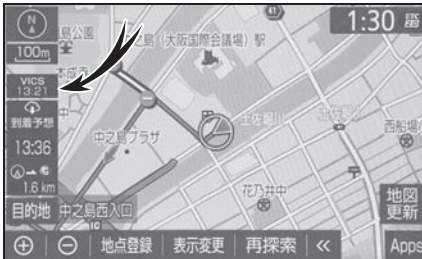 N
島公園
之島(大阪国際会議場)駅
41
1:30
100m
VICS
13:21
到着予想
13:36
1.6 km
目的地
中之島プラザ
土佐堀川
西船場
花乃井中
中之島西入口
IC
地図
更新
地点登録
表示変更
再探索
Apps